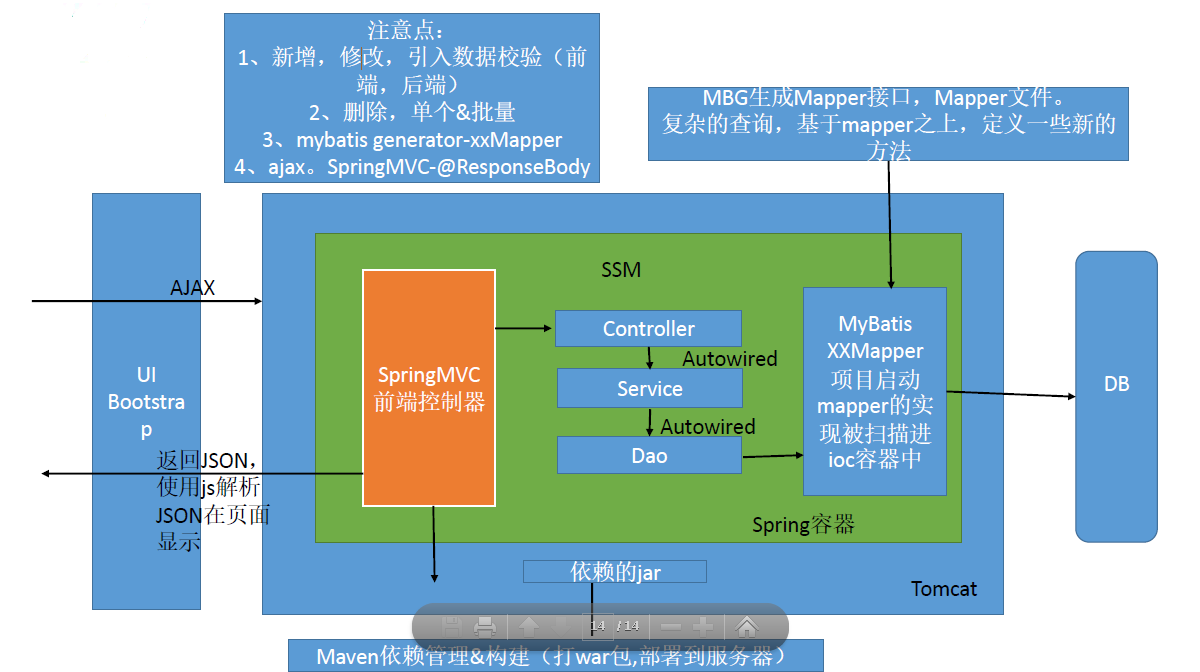 注意点：
1、新增，修改，引入数据校验（前
端，后端）
2、删除，单个&批量
3、mybatis generator-xxMapper
4、ajax。SpringMVC-@ResponseBody
MBG生成Mapper接口，Mapper文件。
复杂的查询，基于mapper之上，定义一些新的
方法
AJAX
UI
Bootstra
p
返回JSON，
使用js解析
JSON在页面
显示
SSM
SpringMVC
前端控制器
Controller
Autowired
Service
Autowired
Dao
MyBatis
XXMapper
项目启动
mapper的实
现被扫描进
ioc容器中
Spring容器
DB
依赖的jar
Tomcat
14 /14
Maven依赖管理&构建（打war包,部署到服务器）